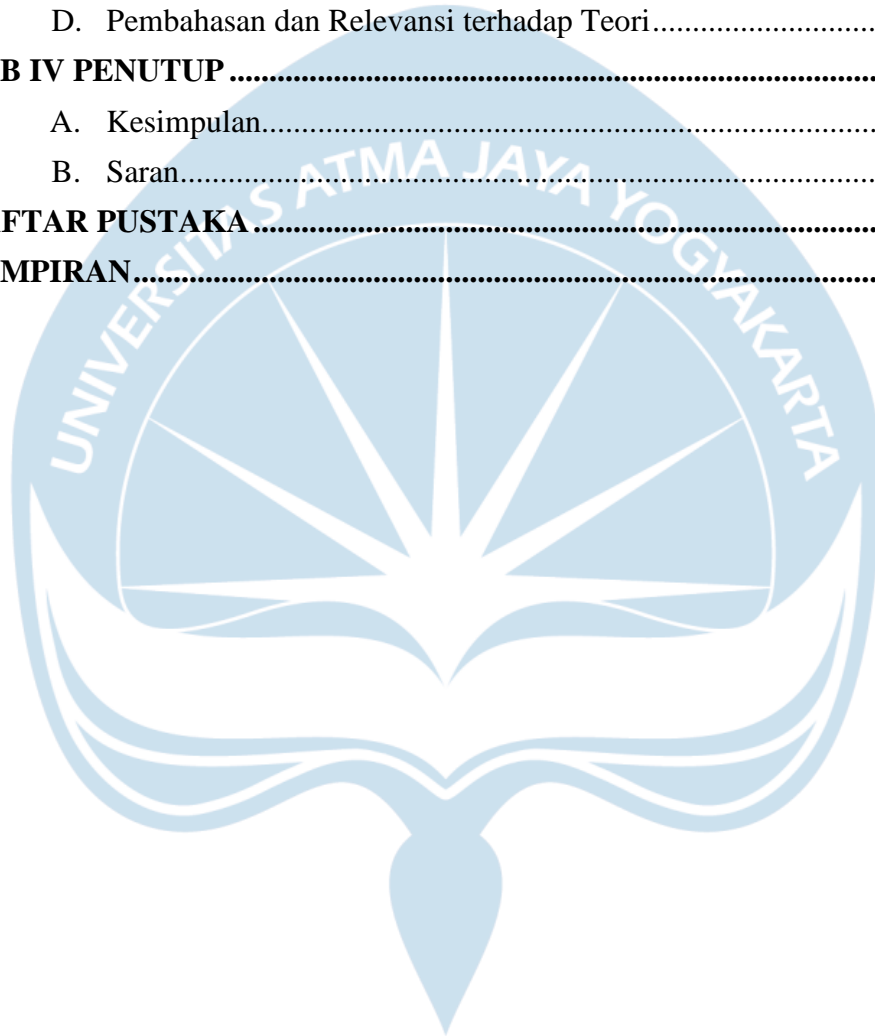 D. Pembahasan dan Relevansi terhadap Teori..............................
B IV PENUTUP................................................................................
A. Kesimpulan............................................................................
B. Saran......................................................................................
FTAR PUSTAKA.............................................................................
MPIRAN...........................................................................................
UNIVERSITAS ATMA JAYA YOGYAKARTA